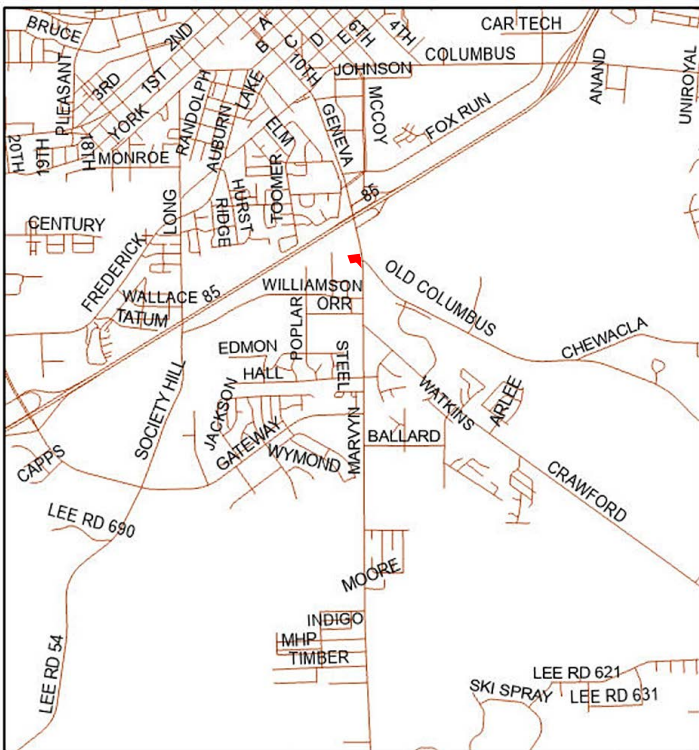 BRUCE
2ND
A
B
C
D
E
6TH
4TH
CAR TECH
COLUMBUS
JOHNSON
10TH
ANAND
UNIROYAL
PLEASANT
3RD
1ST
YORK
RANDOLPH
AUBURN
LAKE
ELM
GENEVA
MCCOY
FOX RUN
20TH
19TH
18TH
MONROE
TOOMER
HURST
RIDGE
LONG
85
CENTURY
FREDERICK
WALLACE
85
TATUM
WILLIAMSON
ORR
OLD COLUMBUS
CHEWACLA
POPLAR
EDMON
HALL
STEEL
SOCIETY HILL
JACKSON
GATEWAY
WYMOND
MARVYN
WATKINS
ARLEE
BALLARD
CRAWFORD
CAPPS
LEE RD 690
MOORE
INDIGO
MHP
TIMBER
LEE RD 54
LEE RD 621
SKI SPRAY
LEE RD 631